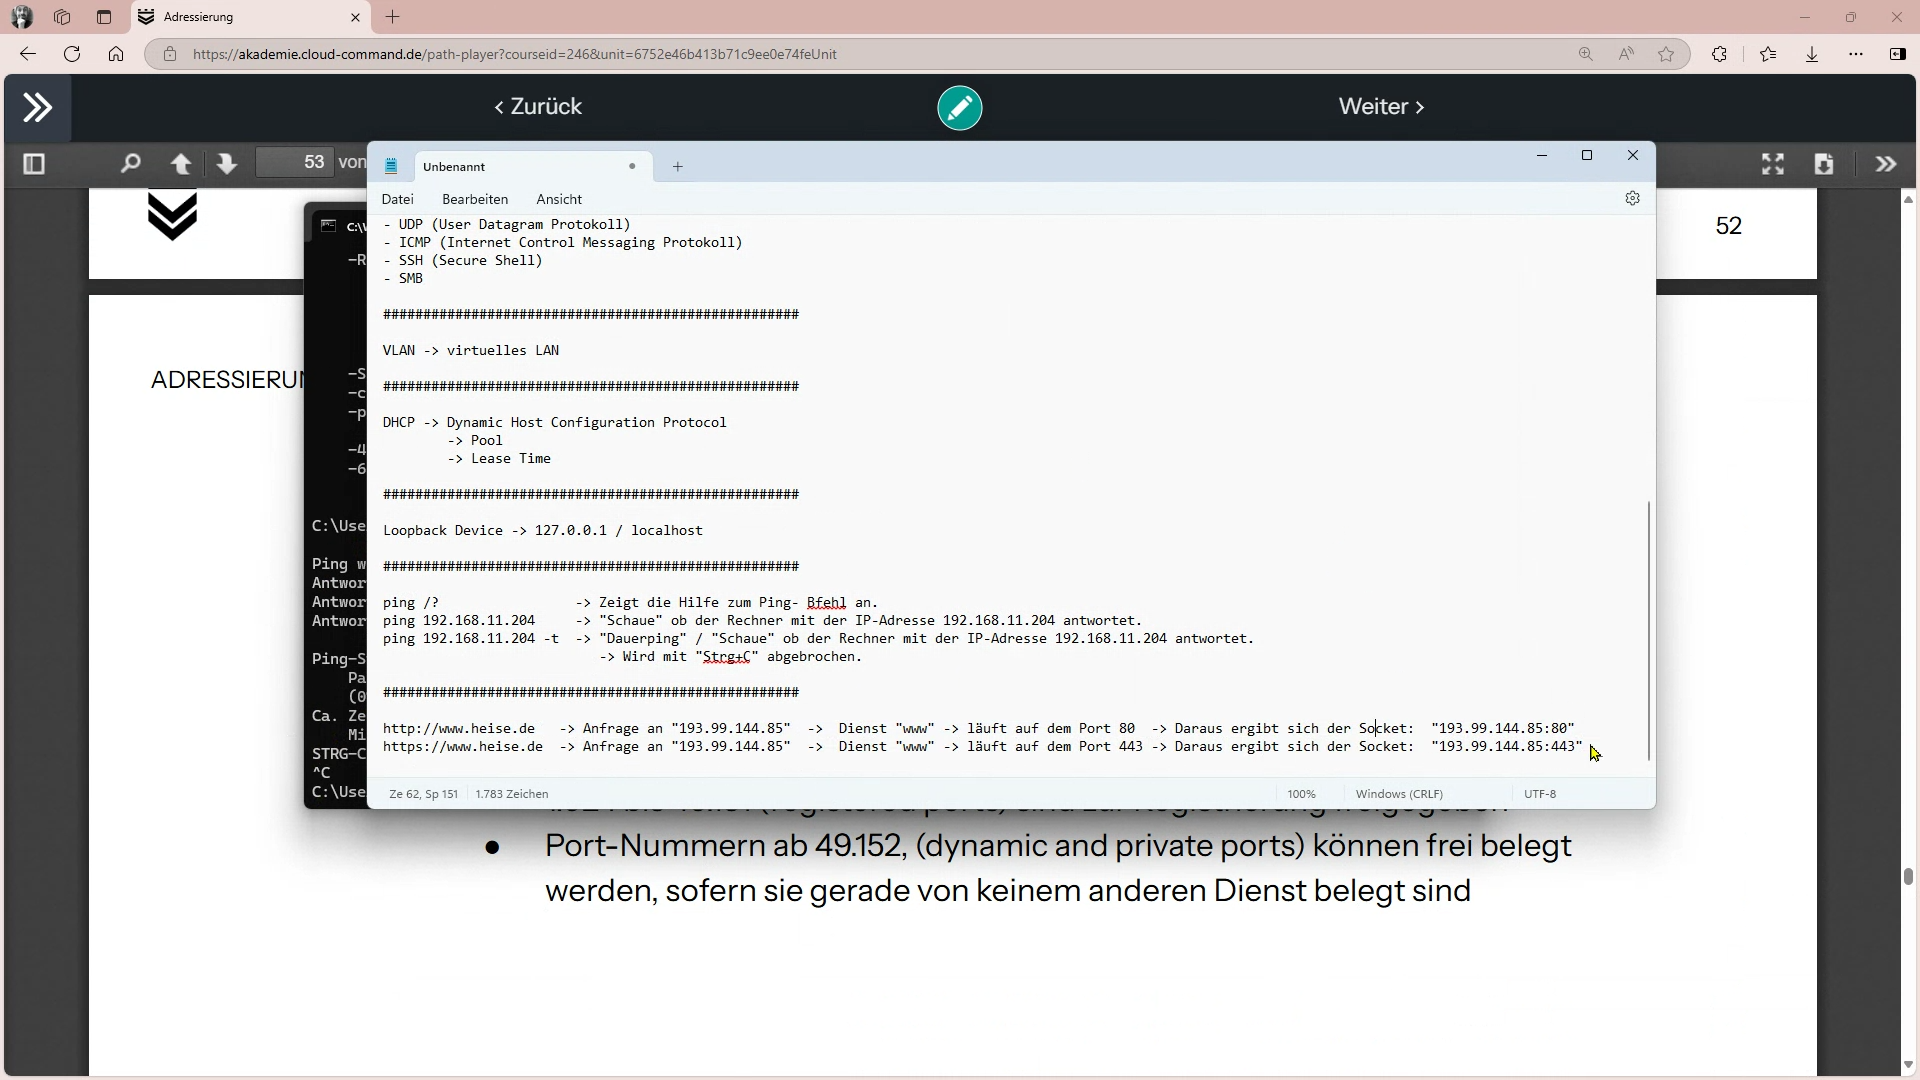 Adressierung
https://akademie.cloud-command.de/path-player?courseid=246&unit=6752e46b413b71c9ee0e74feUnit
< Zurück
Weiter >
53 von
Unbenannt
Datei Bearbeiten Ansicht
52
ADRESSIERUN
C:\
-R
-S
-c
-p
-4
-6
C:\Use
Ping w
Antwor
Antwor
Antwor
Ping-S
Pa
(0
Ca. Ze
Mi
STRG-C
^C
C:\Use
- UDP (User Datagram Protokoll)
- ICMP (Internet Control Messaging Protokoll)
- SSH (Secure Shell)
- SMB
####################################################
VLAN -> virtuelles LAN
####################################################
DHCP -> Dynamic Host Configuration Protocol
-> Pool
-> Lease Time
####################################################
Loopback Device -> 127.0.0.1 / localhost
####################################################
ping /? -> Zeigt die Hilfe zum Ping- Bfehl an.
ping 192.168.11.204 -> "Schaue" ob der Rechner mit der IP-Adresse 192.168.11.204 antwortet.
ping 192.168.11.204 -t -> "Dauerping" / "Schaue" ob der Rechner mit der IP-Adresse 192.168.11.204 antwortet.
-> Wird mit "Strg+C" abgebrochen.
####################################################
http://www.heise.de -> Anfrage an "193.99.144.85" -> Dienst "www" -> läuft auf dem Port 80 -> Daraus ergibt sich der Socket: "193.99.144.85:80"
https://www.heise.de -> Anfrage an "193.99.144.85" -> Dienst "www" -> läuft auf dem Port 443 -> Daraus ergibt sich der Socket: "193.99.144.85:443"
Ze 62, Sp 151 1.783 Zeichen 100% Windows (CRLF) UTF-8
● Port-Nummern ab 49.152, (dynamic and private ports) können frei belegt
werden, sofern sie gerade von keinem anderen Dienst belegt sind